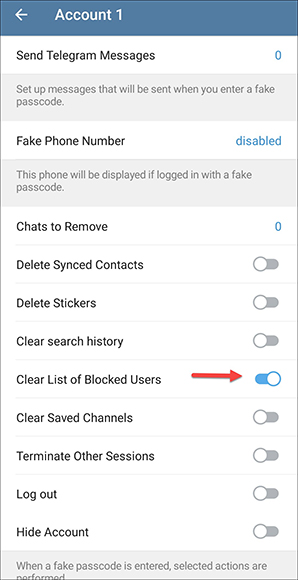 Account 1
Send Telegram Messages 0
Set up messages that will be sent when you enter a fake
passcode.
Fake Phone Number disabled
This phone will be displayed if logged in with a fake
passcode.
Chats to Remove 0
Delete Synced Contacts
Delete Stickers
Clear search history
Clear List of Blocked Users
Clear Saved Channels
Terminate Other Sessions
Log out
Hide Account
When a fake passcode is entered, selected actions are
performed